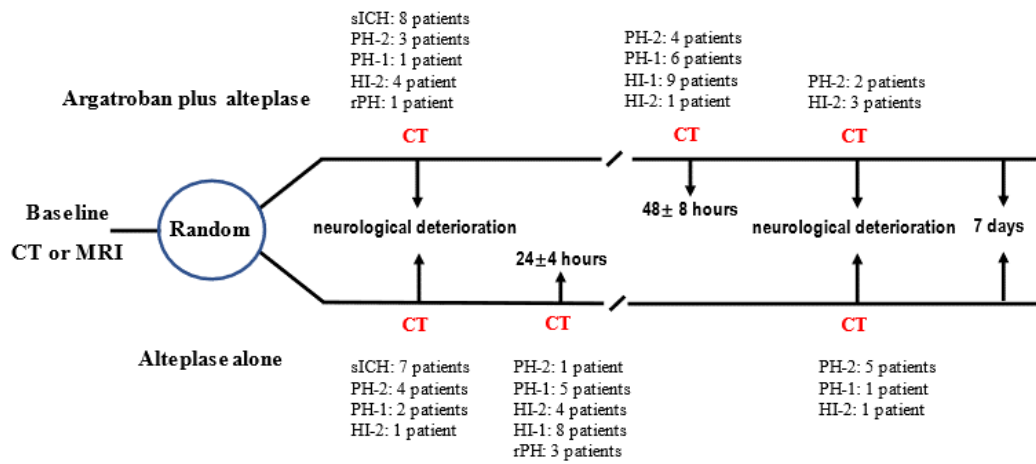 sICH: 8 patients
PH-2: 3 patients
PH-1: 1 patient
HI-2: 4 patient
rPH: 1 patient
PH-2: 4 patients
PH-1: 6 patients
HI-1: 9 patients
HI-2: 1 patient
PH-2: 2 patients
HI-2: 3 patients
Argatroban plus alteplase
CT
CT
CT
Baseline
CT or MRI
Random
neurological deterioration
48± 8 hours
neurological deterioration
7 days
24±4 hours
CT
CT
CT
Alteplase alone
sICH: 7 patients
PH-2: 4 patients
PH-1: 2 patients
HI-2: 1 patient
PH-2: 1 patient
PH-1: 5 patients
HI-2: 4 patients
HI-1: 8 patients
rPH: 3 patients
PH-2: 5 patients
PH-1: 1 patient
HI-2: 1 patient